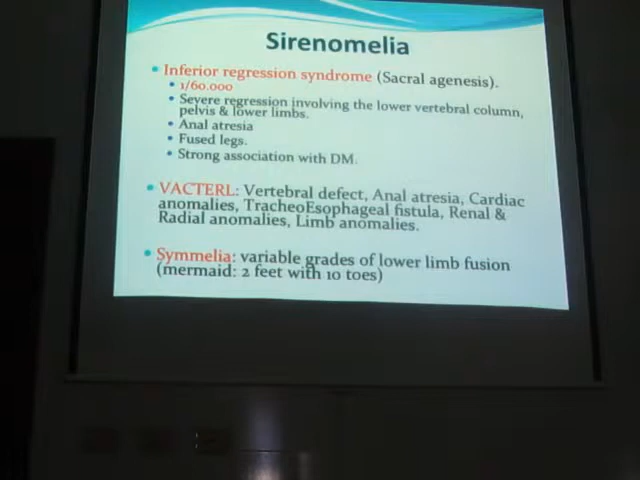 Sirenomelia
• Inferior regression syndrome (Sacral agenesis).
• 1/60.000
• Severe regression involving the lower vertebral column,
pelvis & lower limbs.
• Anal atresia
• Fused legs.
• Strong association with DM.
• VACTERL: Vertebral defect, Anal atresia, Cardiac
anomalies, TracheoEsophageal fistula, Renal &
Radial anomalies, Limb anomalies.
• Symmelia: variable grades of lower limb fusion
(mermaid: 2 feet with 10 toes)